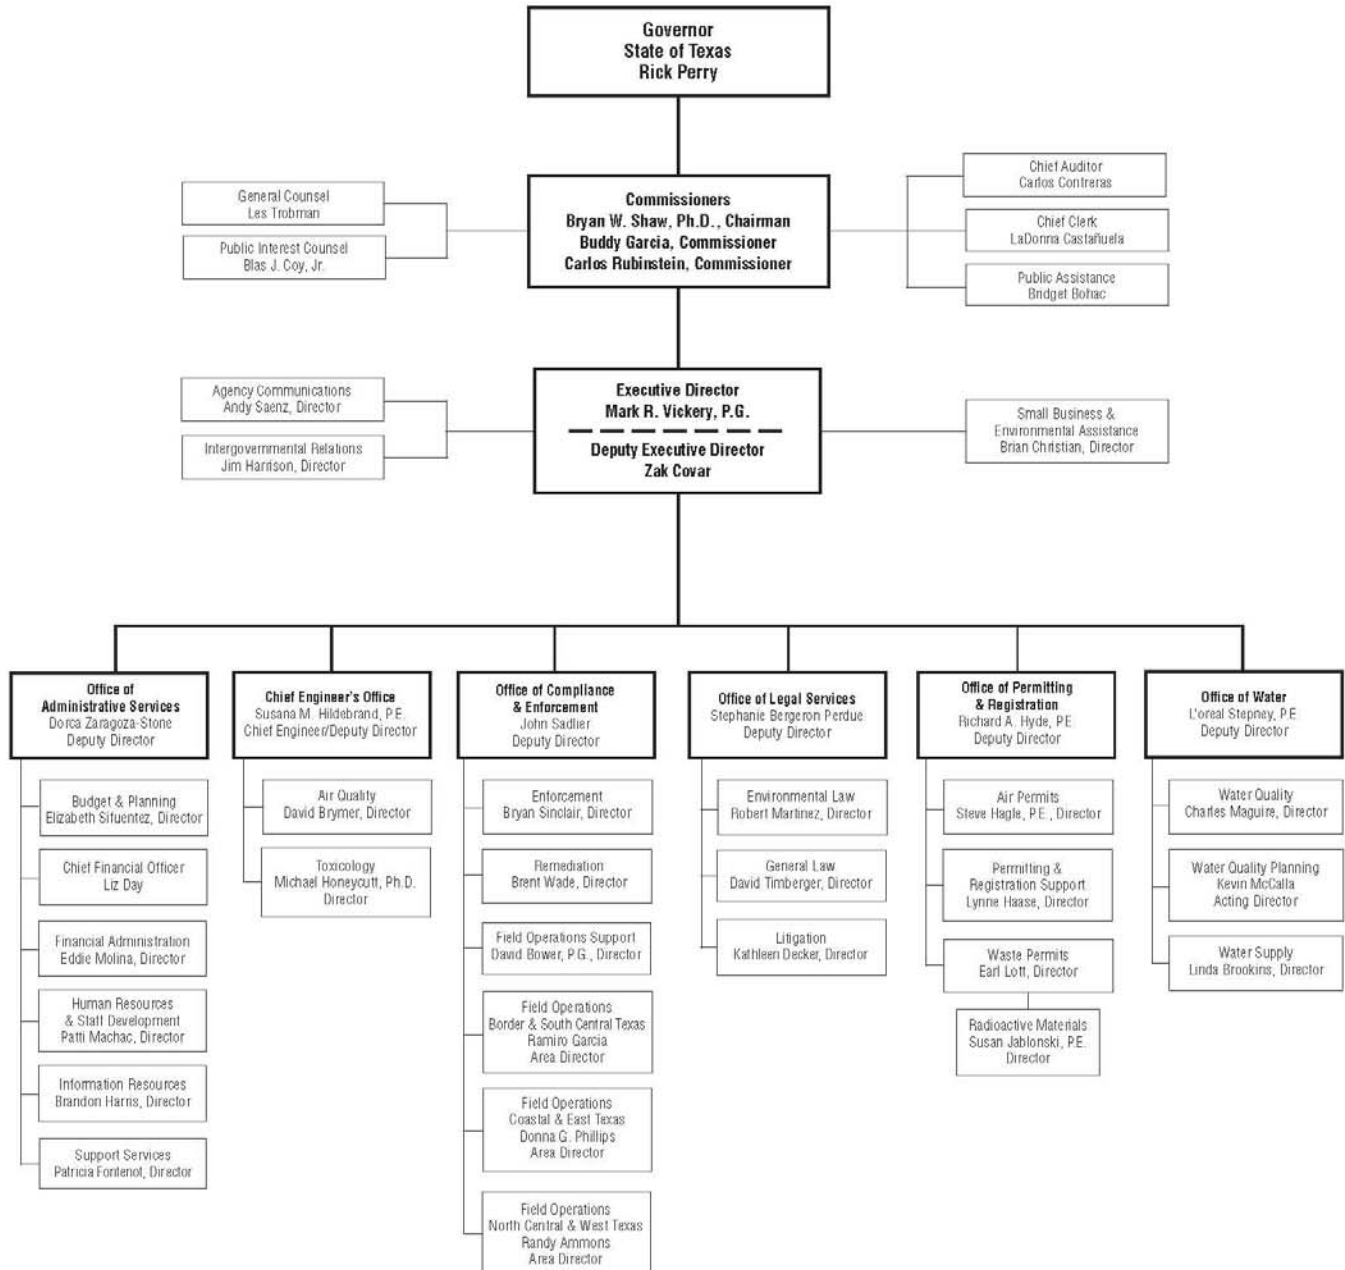 Governor
State of Texas
Rick Perry
General Counsel
Les Trobman
Public Interest Counsel
Blas J. Coy, Jr.
Commissioners
Bryan W. Shaw, Ph.D., Chairman
Buddy Garcia, Commissioner
Carlos Rubinstein, Commissioner
Chief Auditor
Carlos Contreras
Chief Clerk
LaDonna Castañuela
Public Assistance
Bridget Bohac
Agency Communications
Andy Saenz, Director
Intergovernmental Relations
Jim Harrison, Director
Executive Director
Mark R. Vickery, P.G.
Deputy Executive Director
Zak Covar
Small Business &
Environmental Assistance
Brian Christian, Director
Office of
Administrative Services
Dorca Zaragoza-Stone
Deputy Director
Budget & Planning
Elizabeth Sifuentez, Director
Chief Financial Officer
Liz Day
Financial Administration
Eddie Molina, Director
Human Resources
& Staff Development
Patti Machac, Director
Information Resources
Brandon Harris, Director
Support Services
Patricia Fontenot, Director
Chief Engineer's Office
Susana M. Hildebrand, P.E.
Chief Engineer/Deputy Director
Air Quality
David Brymer, Director
Toxicology
Michael Honeycutt, Ph.D.
Director
Office of Compliance
& Enforcement
John Sadlier
Deputy Director
Enforcement
Bryan Sinclair, Director
Remediation
Brent Wade, Director
Field Operations Support
David Bower, P.G., Director
Field Operations
Border & South Central Texas
Ramiro Garcia
Area Director
Field Operations
Coastal & East Texas
Donna G. Phillips
Area Director
Field Operations
North Central & West Texas
Randy Ammons
Area Director
Office of Legal Services
Stephanie Bergeron Perdue
Deputy Director
Environmental Law
Robert Martinez, Director
General Law
David Timberger, Director
Litigation
Kathleen Decker, Director
Office of Permitting
& Registration
Richard A. Hyde, P.E.
Deputy Director
Air Permits
Steve Hagle, P.E., Director
Permitting &
Registration Support
Lynne Haase, Director
Waste Permits
Earl Lott, Director
Radioactive Materials
Susan Jablonski, P.E.
Director
Office of Water
L'oreal Stepney, P.E.
Deputy Director
Water Quality
Charles Maguire, Director
Water Quality Planning
Kevin McCalla
Acting Director
Water Supply
Linda Brookins, Director